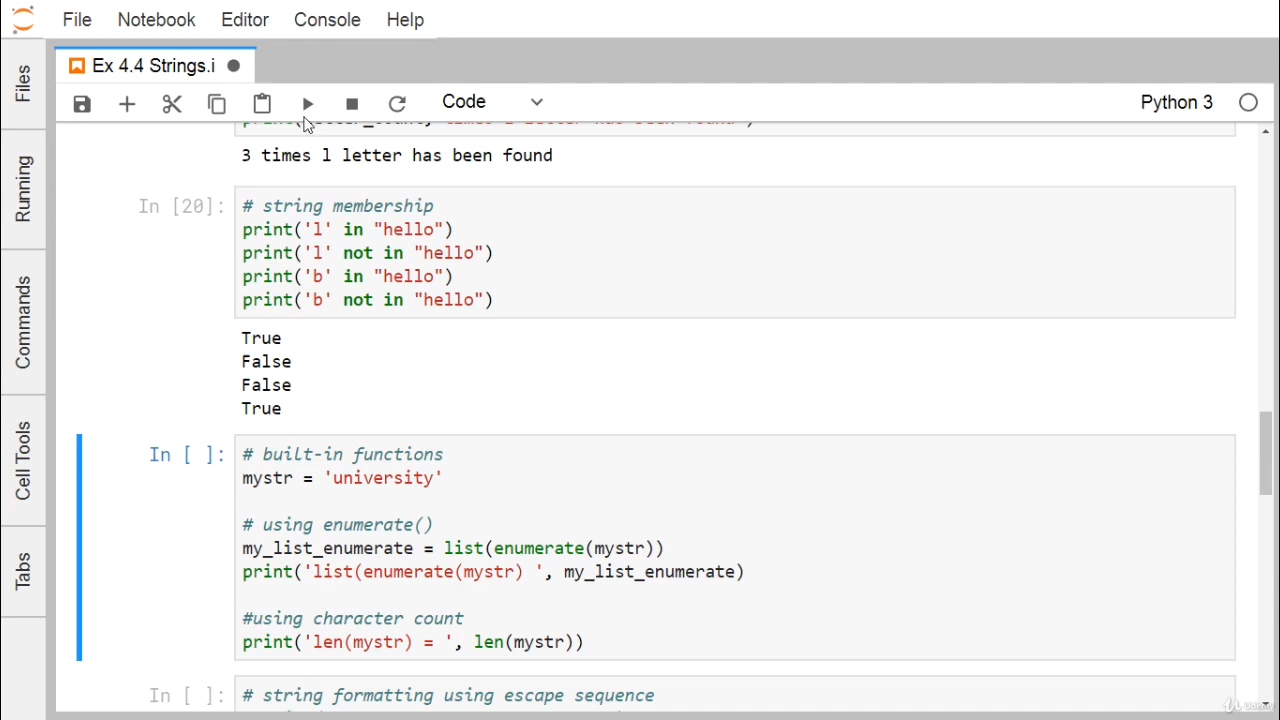 File Notebook Editor Console Help
Ex 4.4 Strings.i
Code
Python 3
Files
Running
Commands
Cell Tools
Tabs
3 times l letter has been found
In [20]:
# string membership
print('l' in "hello")
print('l' not in "hello")
print('b' in "hello")
print('b' not in "hello")
True
False
False
True
In [ ]:
# built-in functions
mystr = 'university'
# using enumerate()
my_list_enumerate = list(enumerate(mystr))
print('list(enumerate(mystr) ', my_list_enumerate)
#using character count
print('len(mystr) = ', len(mystr))
In [ ]:
# string formatting using escape sequence